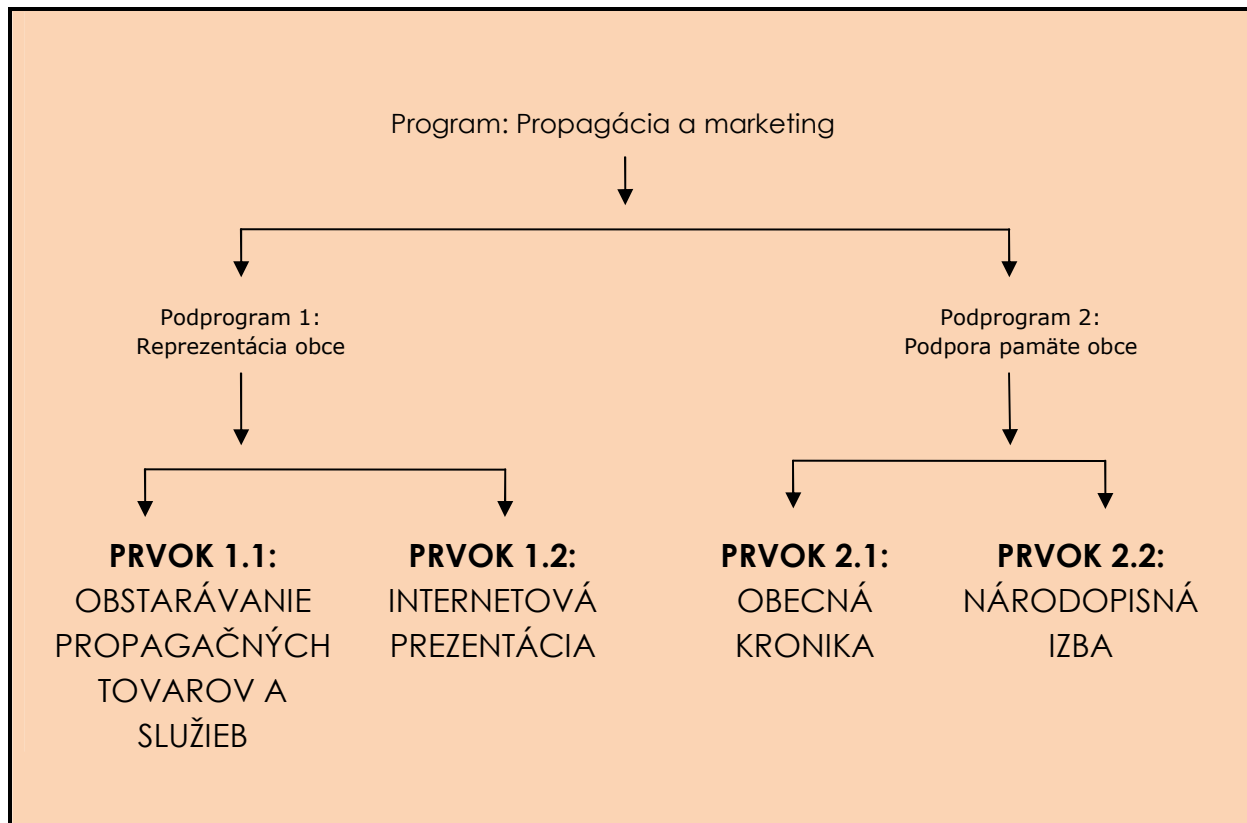 Program: Propagácia a marketing
Podprogram 1:
Reprezentácia obce
Podprogram 2:
Podpora pamäte obce
PRVOK 1.1:
OBSTARÁVANIE
PROPAGAČNÝCH
TOVAROV A
SLUŽIEB
PRVOK 1.2:
INTERNETOVÁ
PREZENTÁCIA
PRVOK 2.1:
OBECNÁ
KRONIKA
PRVOK 2.2:
NÁRODOPISNÁ
IZBA